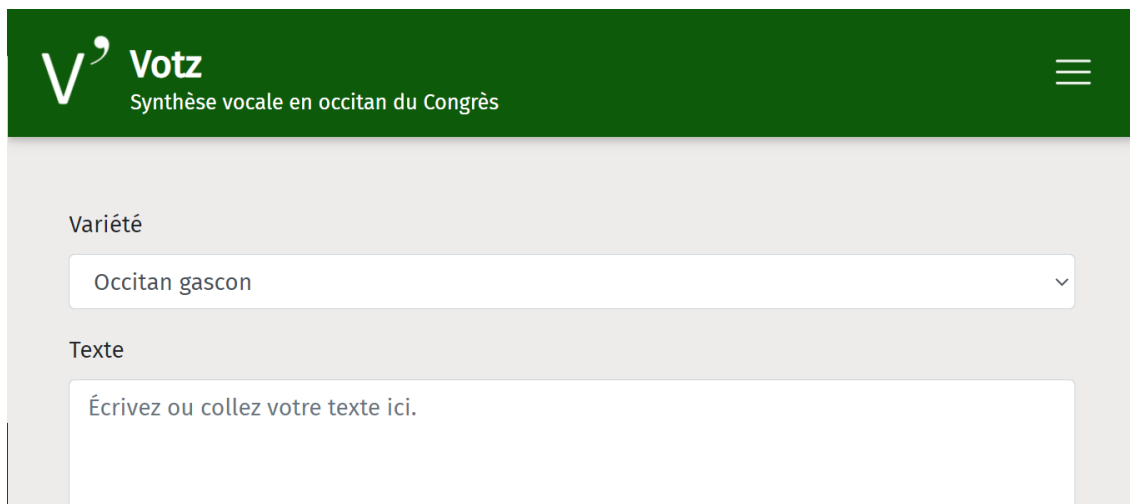 V’
Votz
Synthèse vocale en occitan du Congrès
Variété
Occitan gascon
Texte
Écrivez ou collez votre texte ici.